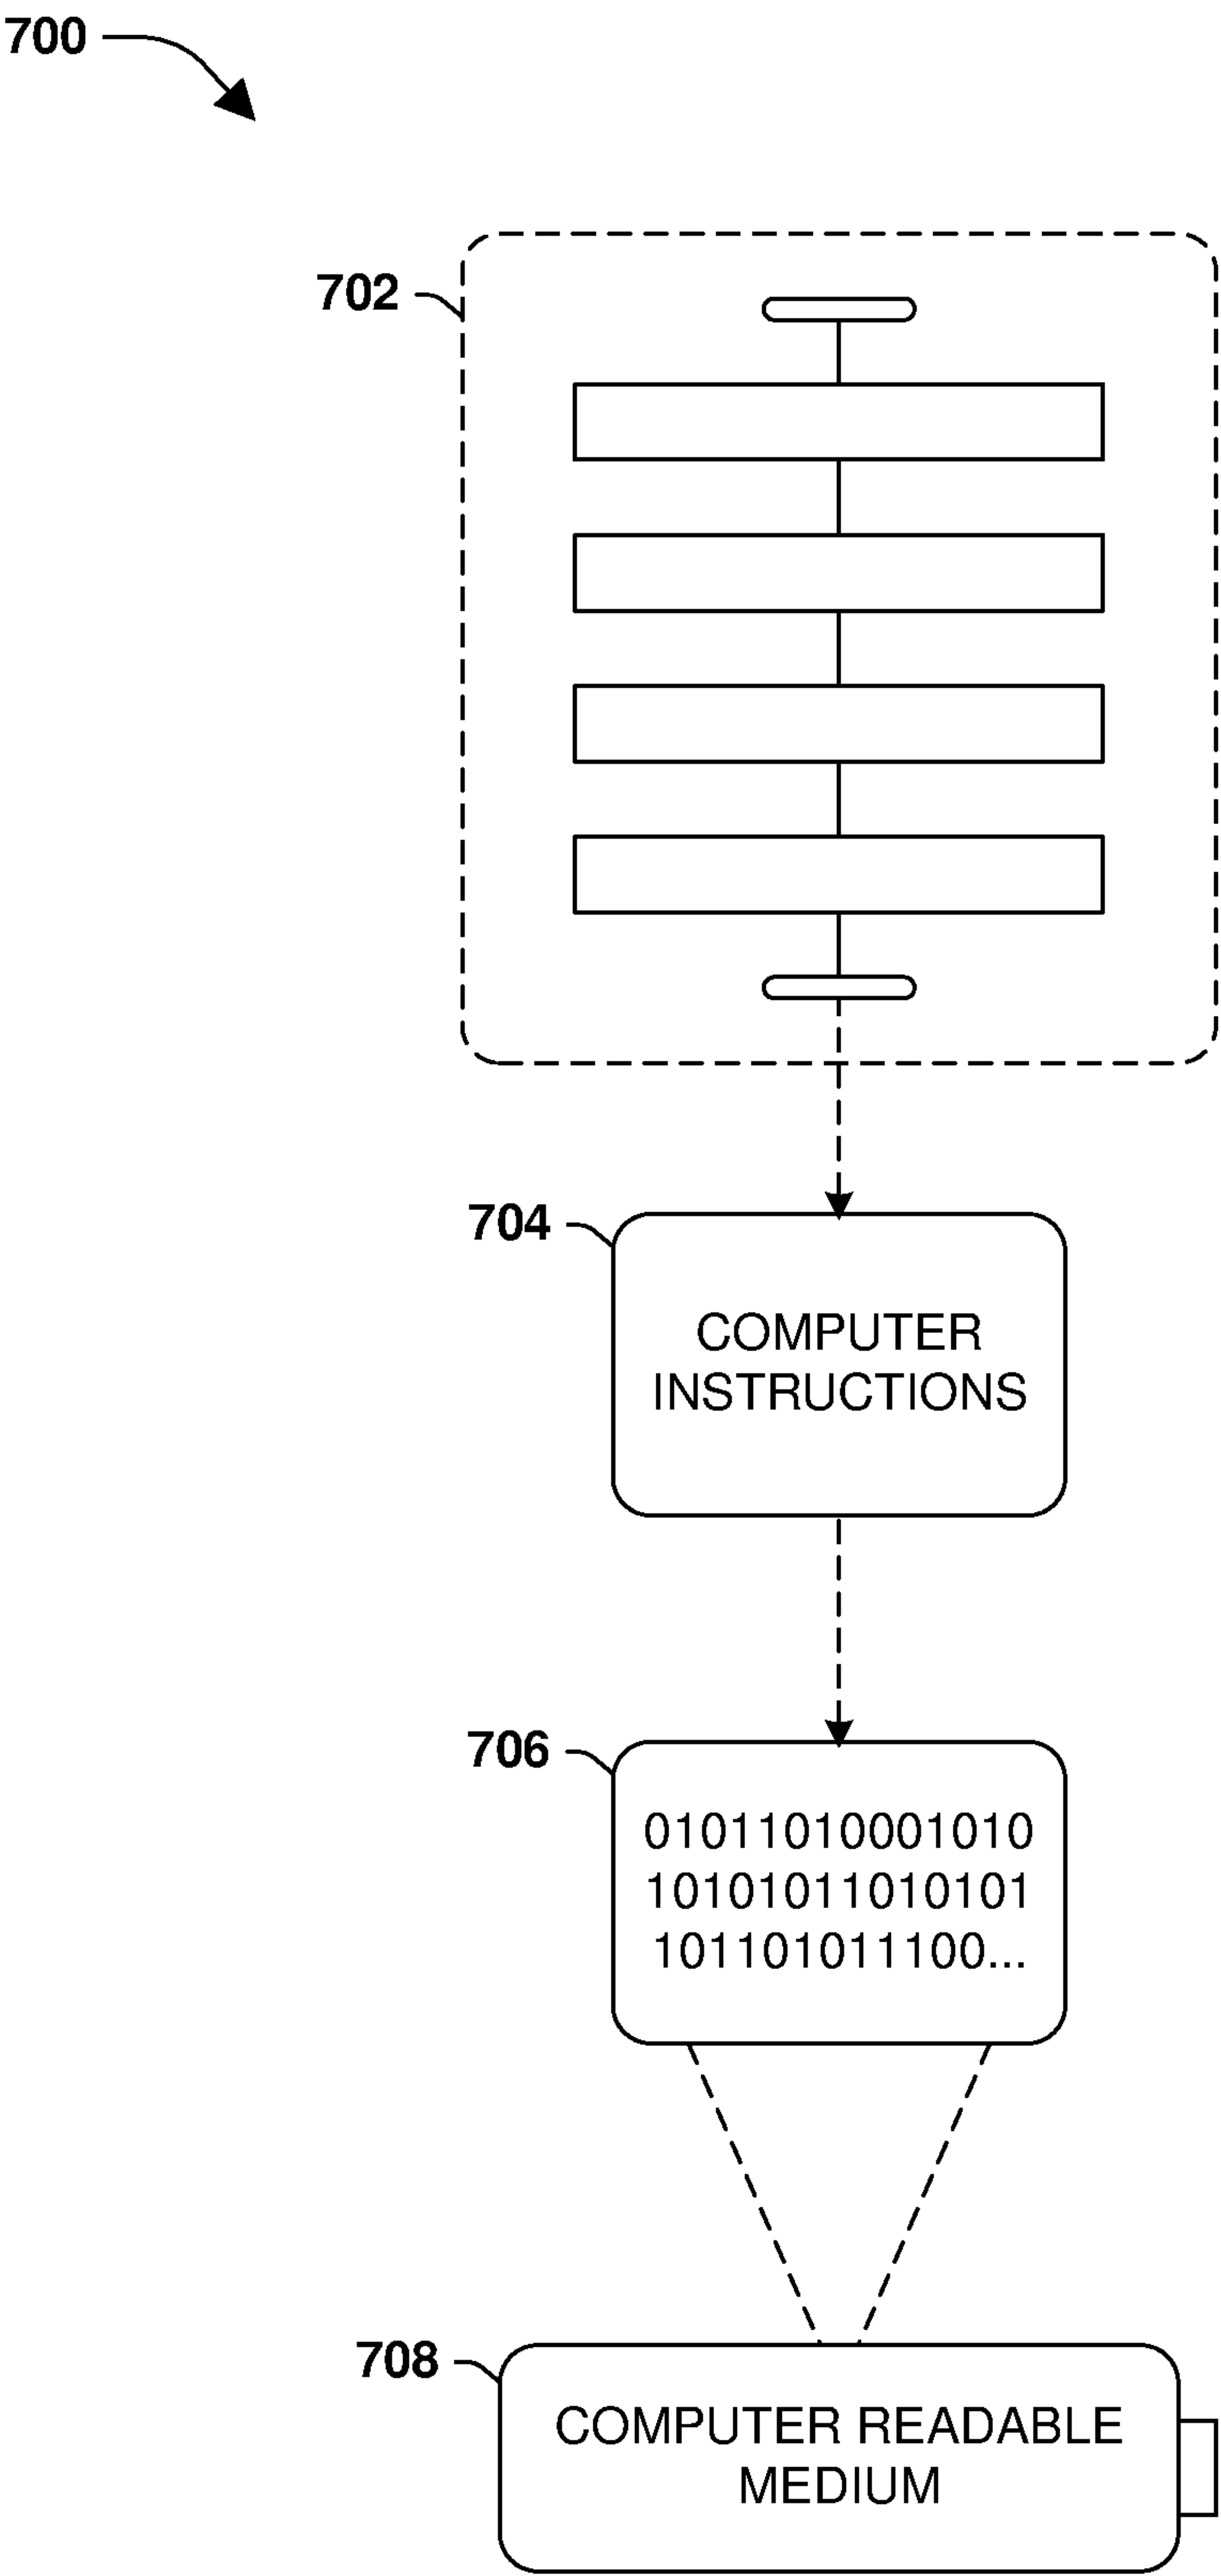 700
702
704
COMPUTER
INSTRUCTIONS
706
01011010001010
10101011010101
101101011100...
708
COMPUTER READABLE
MEDIUM